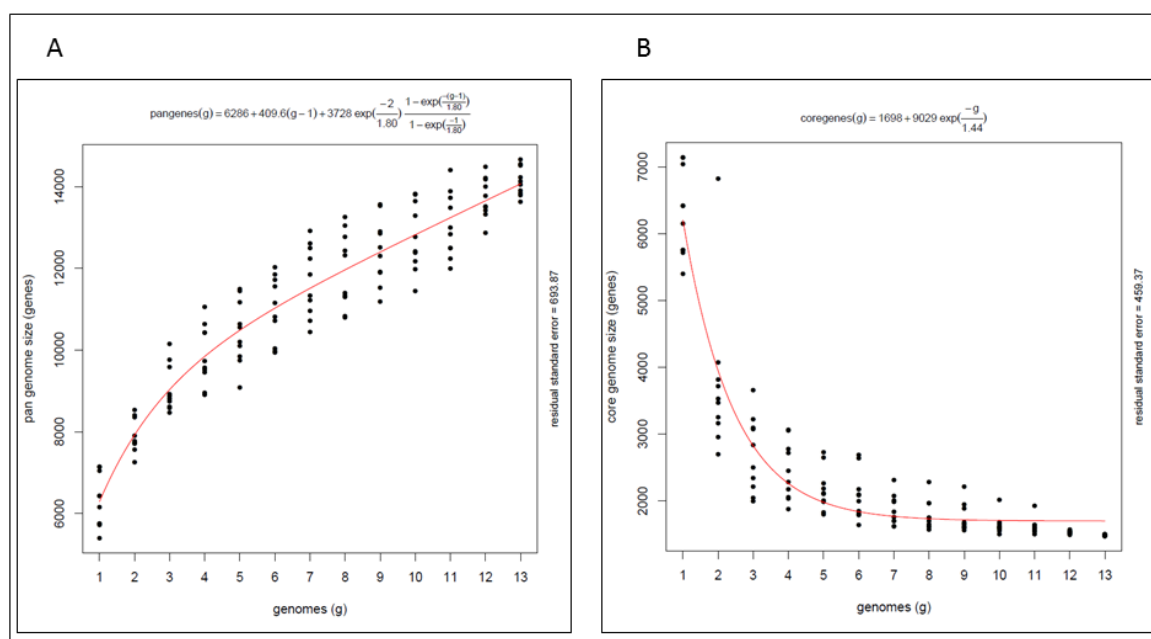 A
pangenes(g) = 6286 + 409.6(g−1) + 3728 exp(−2/1.80) (1−exp(−(g−1)/1.80))/(1−exp(−1/1.80))
pan genome size (genes)
14000
12000
10000
8000
6000
1 2 3 4 5 6 7 8 9 10 11 12 13
genomes (g)
residual standard error = 693.87
B
coregenes(g) = 1698 + 9029 exp(−g/1.44)
core genome size (genes)
7000
6000
5000
4000
3000
2000
1 2 3 4 5 6 7 8 9 10 11 12 13
genomes (g)
residual standard error = 459.37